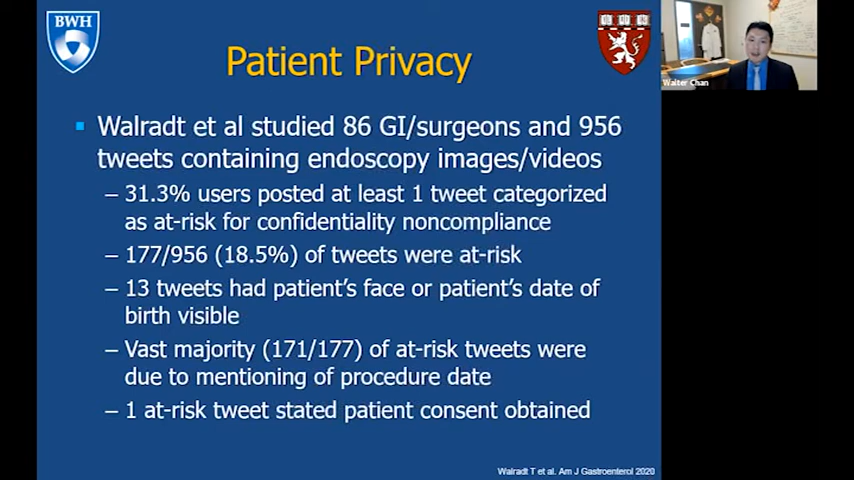 BWH
Patient Privacy
Walter Chan
Walradt et al studied 86 GI/surgeons and 956
tweets containing endoscopy images/videos
– 31.3% users posted at least 1 tweet categorized
as at-risk for confidentiality noncompliance
– 177/956 (18.5%) of tweets were at-risk
– 13 tweets had patient's face or patient's date of
birth visible
– Vast majority (171/177) of at-risk tweets were
due to mentioning of procedure date
– 1 at-risk tweet stated patient consent obtained
Walradt T et al. Am J Gastroenterol 2020